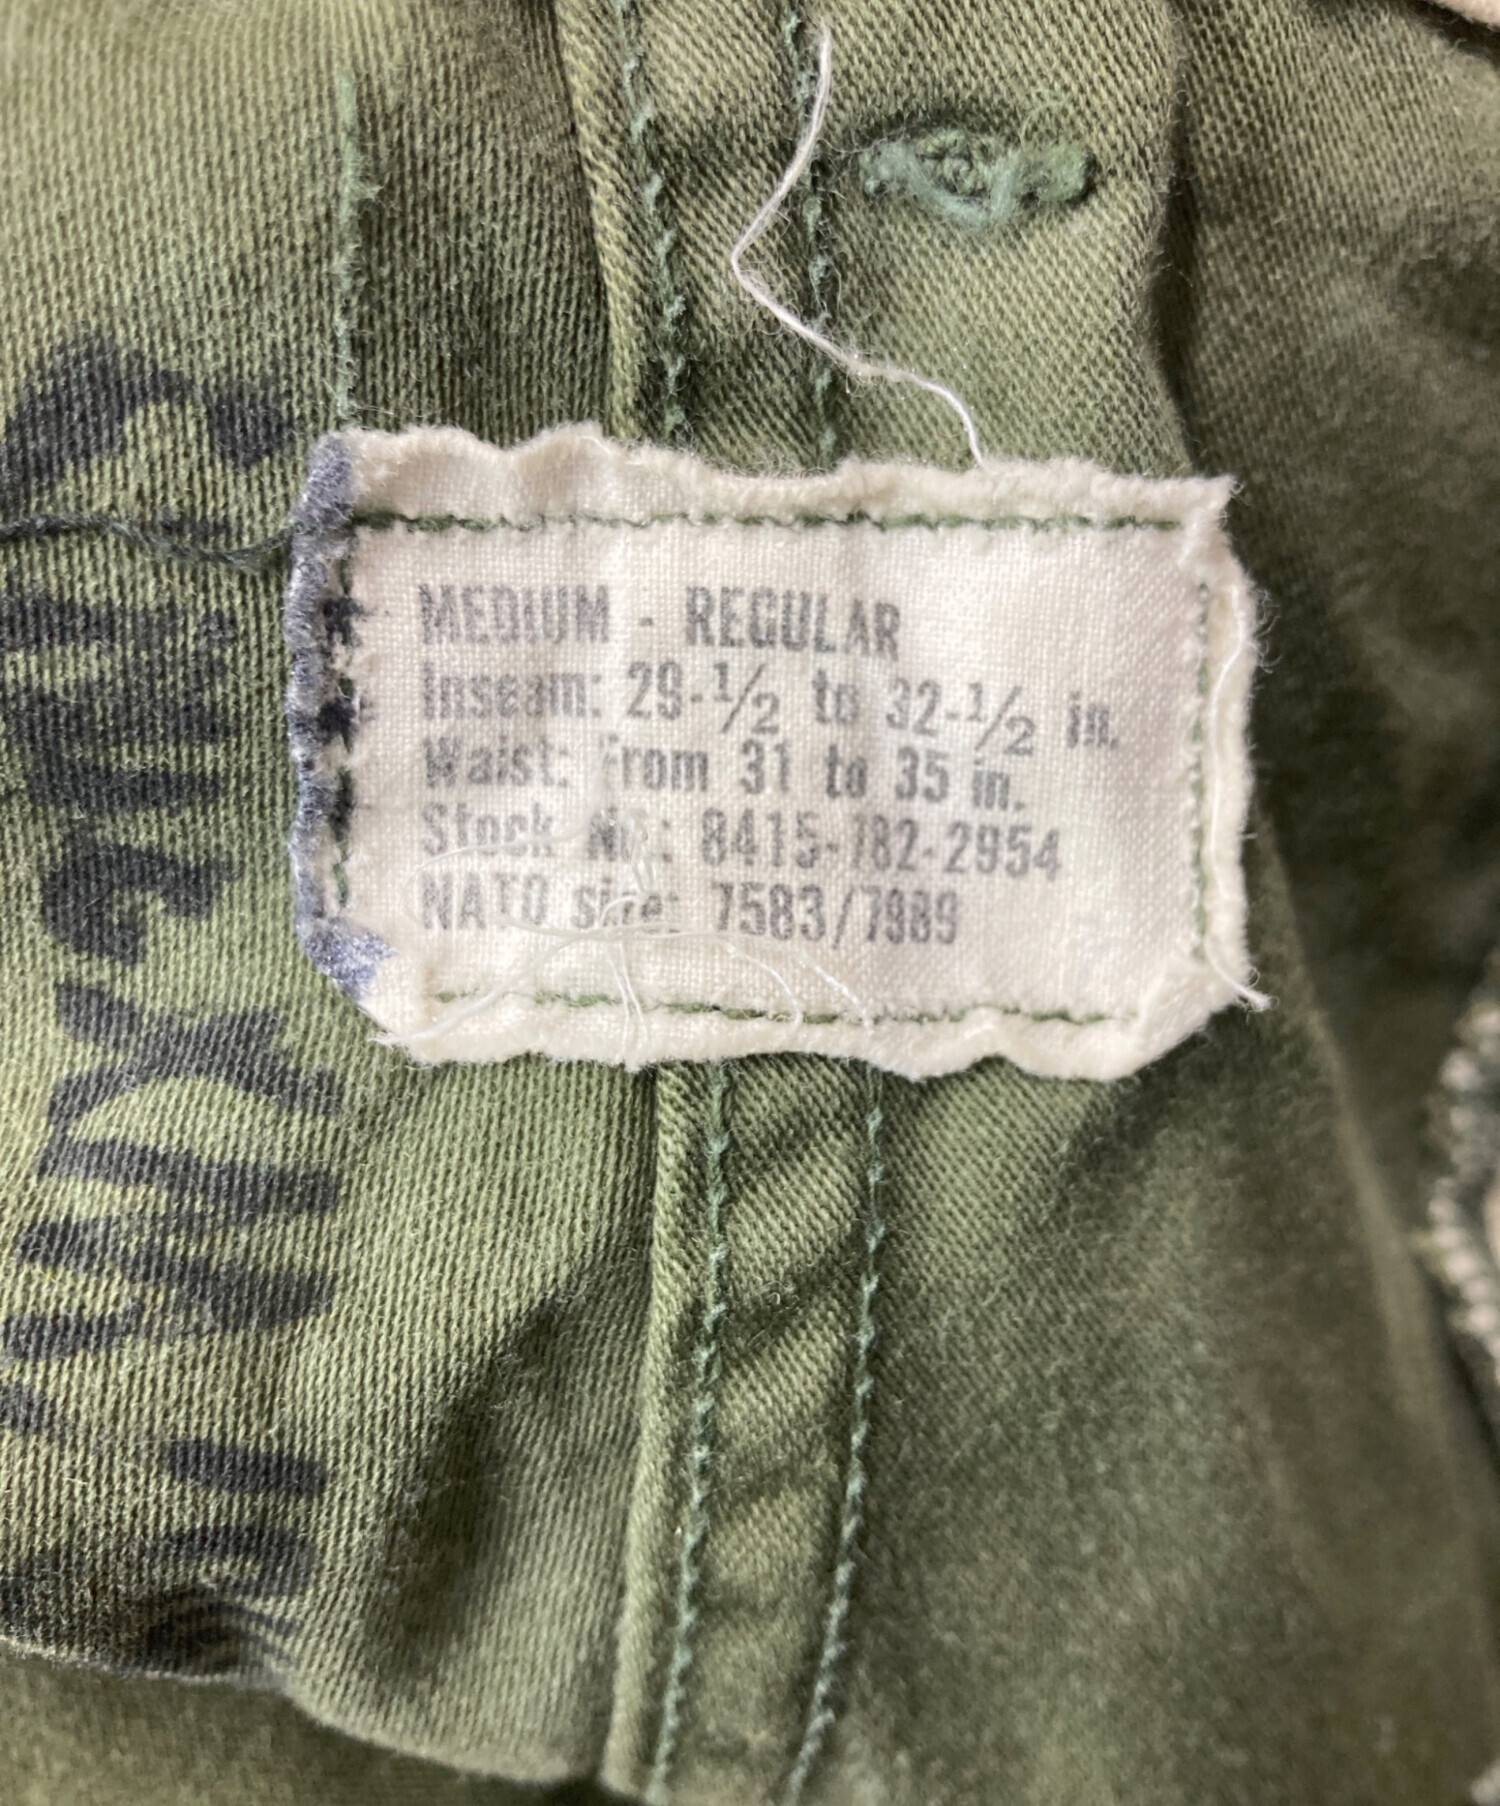 MEDIUM - REGULAR
Inseam: 29-1/2 to 32-1/2 in.
Waist: From 31 to 35 in.
Stock No.: 8415-782-2954
NATO size: 7583/7989